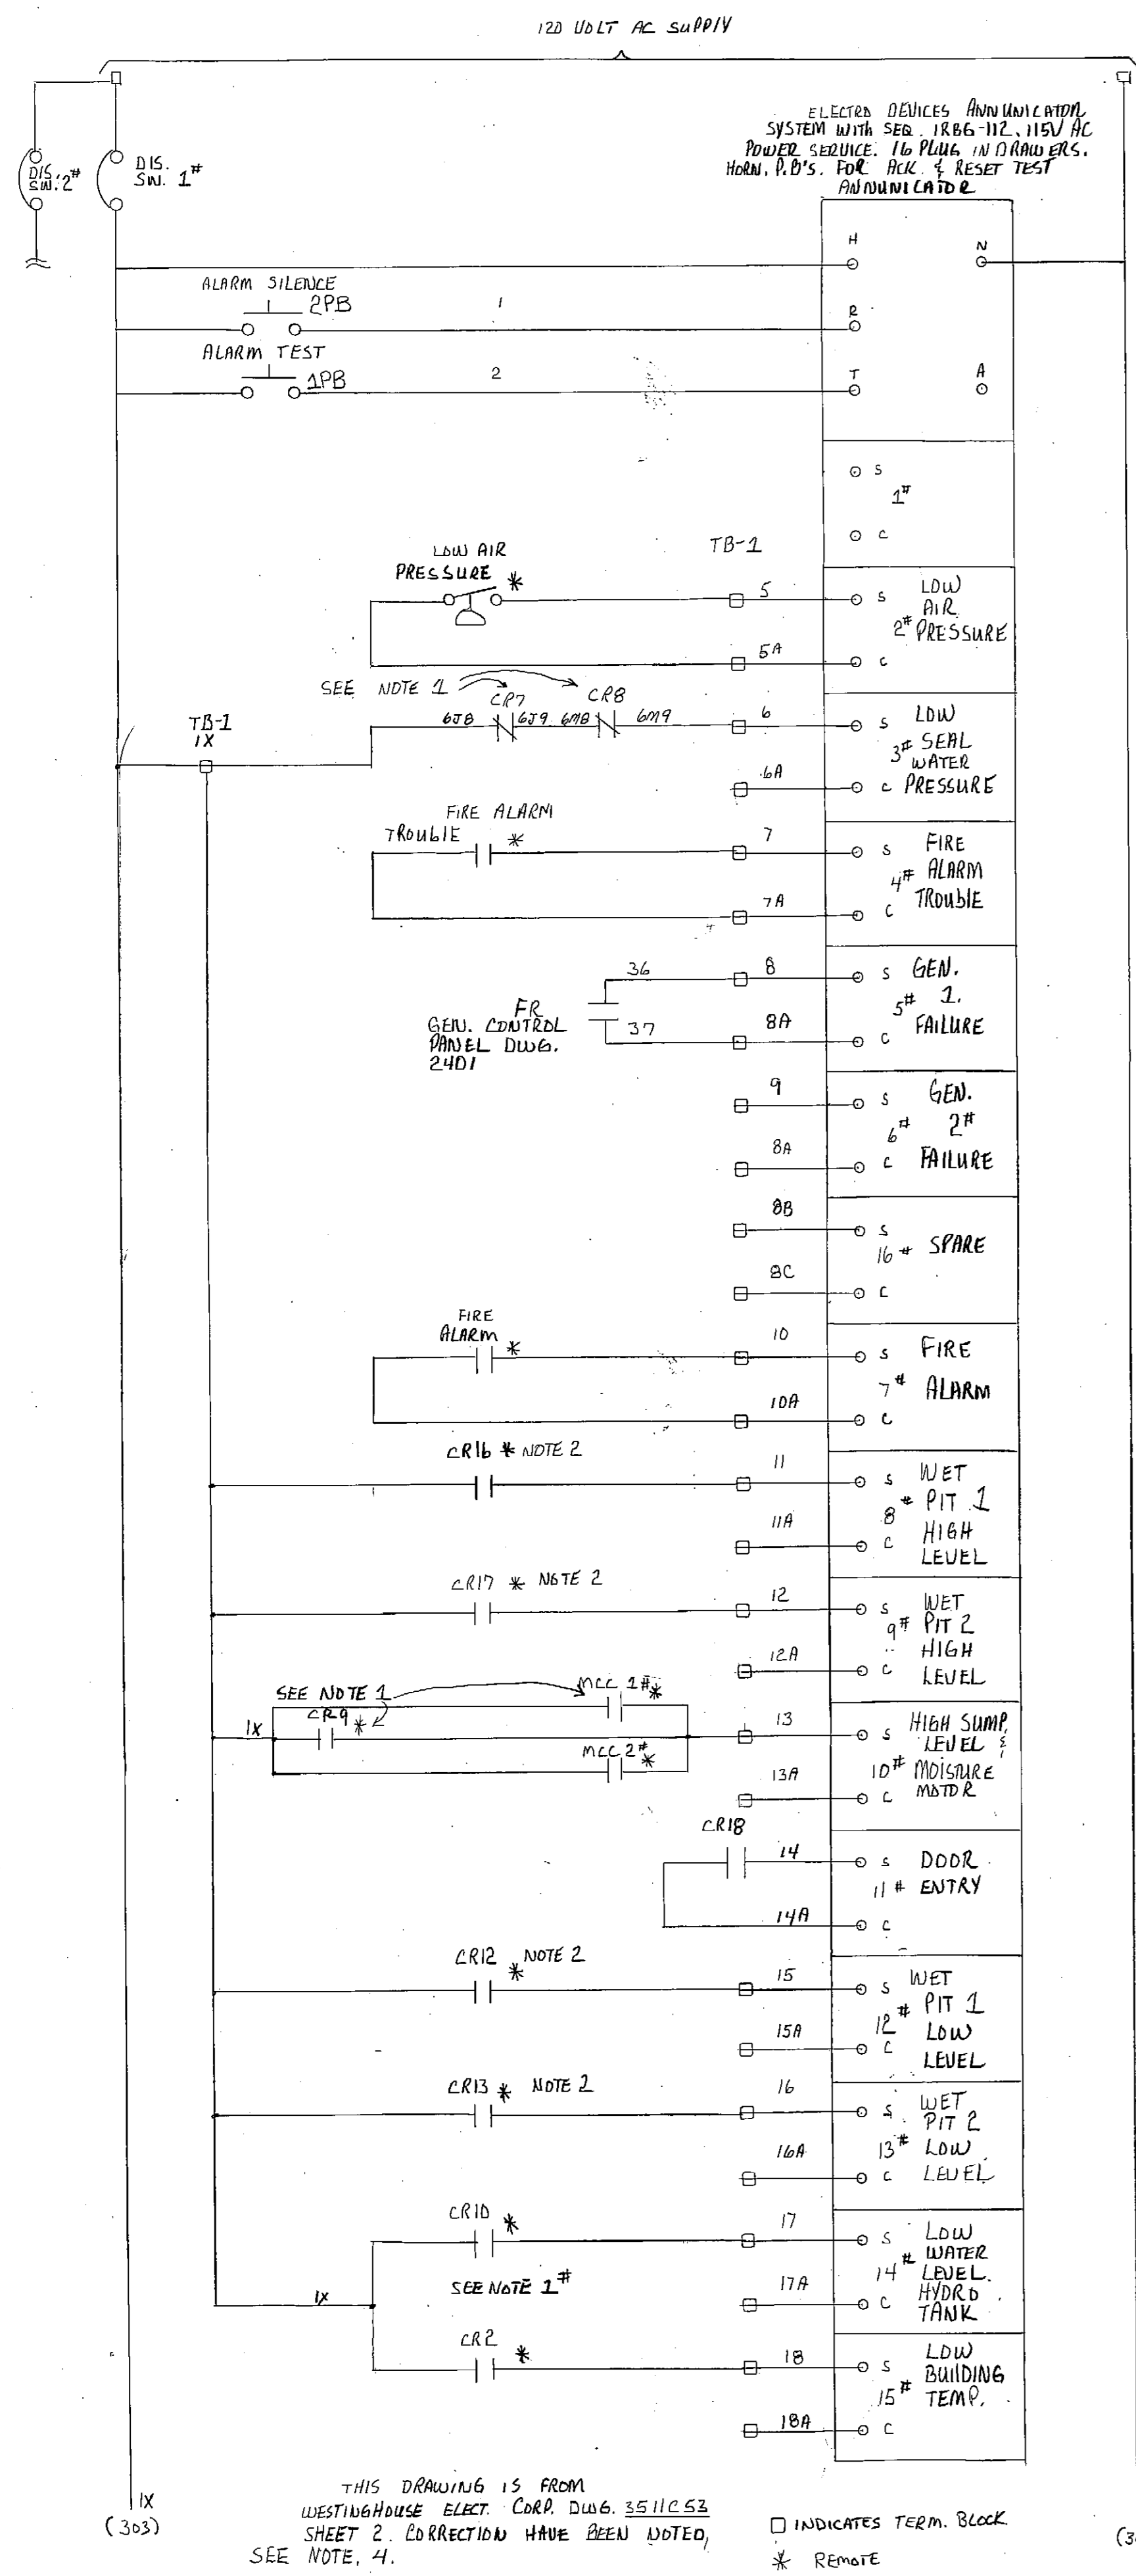 120 VOLT AC SUPPLY
ELECTRO DEVICES ANNUNICATOR
SYSTEM WITH SEQ. IRBG-112, 115V AC
POWER SERVICE. 16 PLUG IN DRAWERS.
HORN, P.B'S. FOR ACK. & RESET TEST
ANNUNICATOR
DIS.
SW. 2#
DIS.
SW. 1#
H
N
ALARM SILENCE
2PB
1
R
ALARM TEST
1PB
2
T
A
S
1#
C
TB-1
LOW AIR
PRESSURE *
5
S
LOW
AIR
2# PRESSURE
5A
C
SEE NOTE 1
CR7
CR8
6J8
6J9
6M8
6M9
6
S
LOW
3# SEAL
WATER
PRESSURE
TB-1
1X
6A
C
FIRE ALARM
TROUBLE
*
7
S
FIRE
4# ALARM
TROUBLE
7A
C
36
8
S
GEN.
5# 1.
FAILURE
FR
GEN. CONTROL
PANEL DWG.
2401
37
8A
C
9
S
GEN.
6# 2#
FAILURE
8A
C
8B
S
16# SPARE
8C
C
FIRE
ALARM *
10
S
FIRE
7# ALARM
10A
C
CR16 * NOTE 2
11
S
WET
8# PIT 1
HIGH
LEVEL
11A
C
CR17 * NOTE 2
12
S
WET
9# PIT 2
HIGH
LEVEL
12A
C
SEE NOTE 1
MCC 1# *
1X
CR9 *
13
S
HIGH SUMP
LEVEL &
10# MOISTURE
MOTOR
MCC 2# *
13A
C
CR18
14
S
DOOR
11# ENTRY
14A
C
CR12 * NOTE 2
15
S
WET
PIT 1
12# LOW
LEVEL
15A
C
CR13 * NOTE 2
16
S
WET
PIT 2
13# LOW
LEVEL
16A
C
CR10 *
17
S
LOW
WATER
14# LEVEL.
HYDRO
TANK
SEE NOTE 1#
17A
C
1X
CR2 *
18
S
LOW
BUILDING
15# TEMP.
18A
C
1X
(303)
THIS DRAWING IS FROM
WESTINGHOUSE ELECT. CORP. DWG. 3511C53
SHEET 2. CORRECTION HAVE BEEN NOTED,
SEE NOTE, 4.
□ INDICATES TERM. BLOCK
* REMOTE